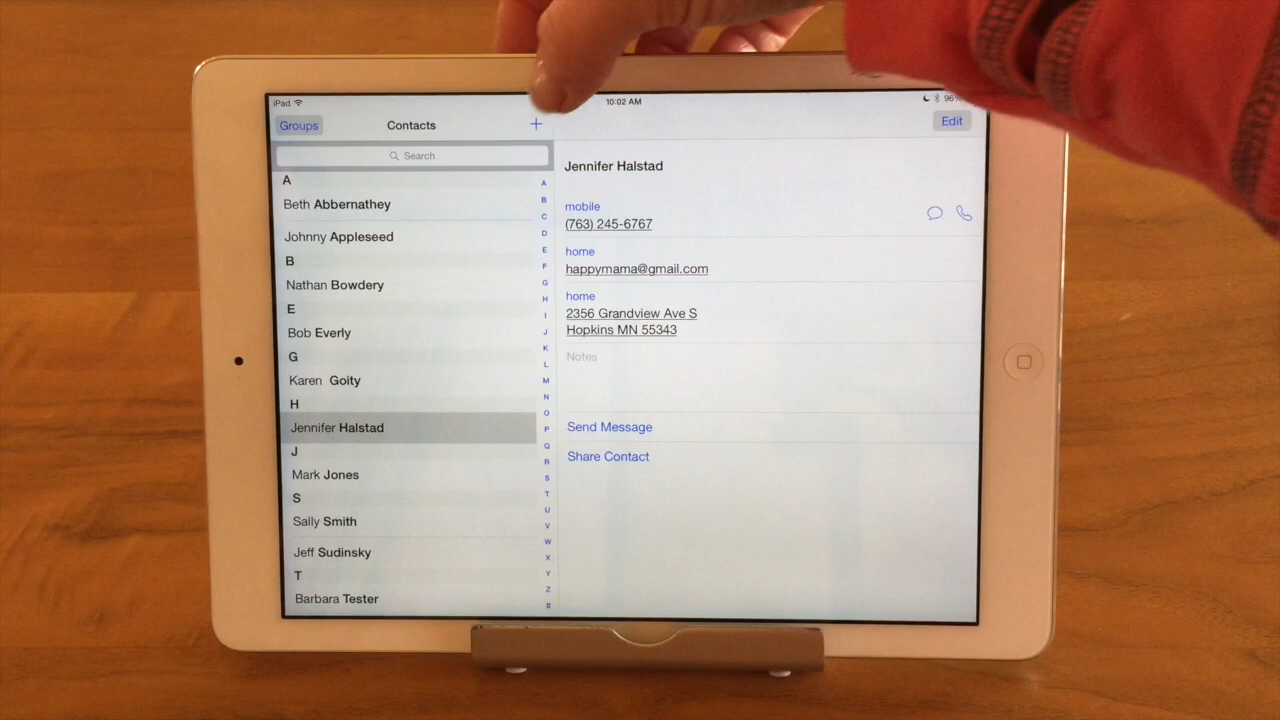 iPad
10:02 AM
96%
Groups
Contacts
+
Edit
Search
A
Beth Abbernathey
Johnny Appleseed
B
Nathan Bowdery
E
Bob Everly
G
Karen Goity
H
Jennifer Halstad
J
Mark Jones
S
Sally Smith
Jeff Sudinsky
T
Barbara Tester
A
B
C
D
E
F
G
H
I
J
K
L
M
N
O
P
Q
R
S
T
U
V
W
X
Y
Z
#
Jennifer Halstad
mobile
(763) 245-6767
home
happymama@gmail.com
home
2356 Grandview Ave S
Hopkins MN 55343
Notes
Send Message
Share Contact